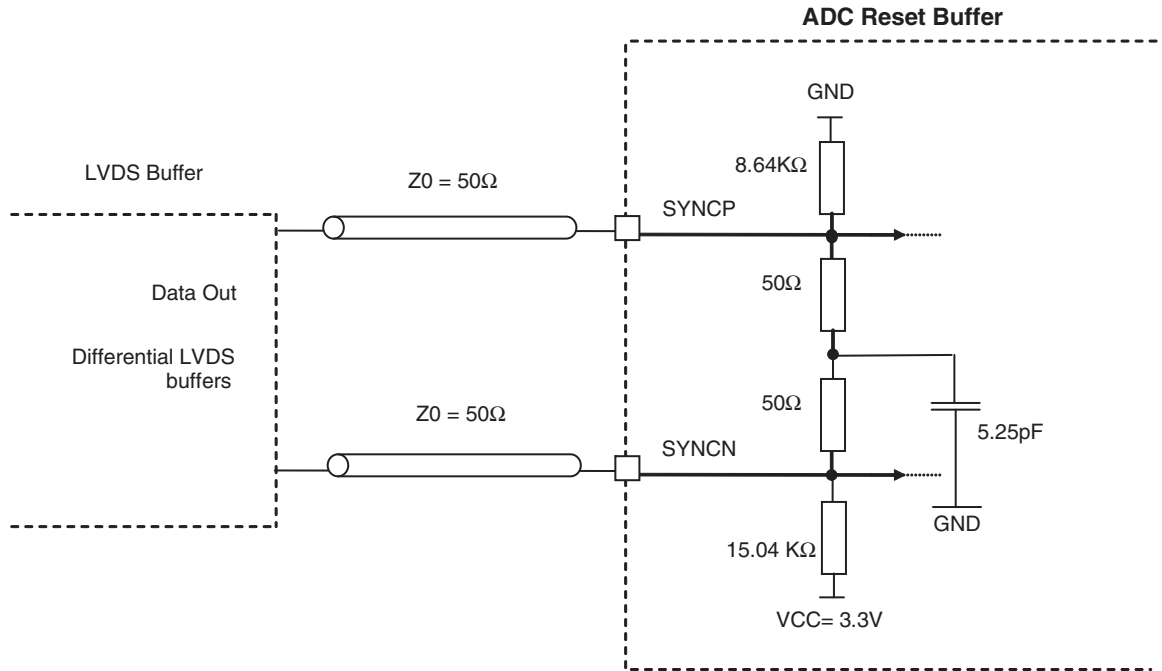 ADC Reset Buffer
GND
8.64KΩ
LVDS Buffer
Z0 = 50Ω
SYNCP
50Ω
Data Out
Differential LVDS
buffers
50Ω
Z0 = 50Ω
5.25pF
SYNCN
GND
15.04 KΩ
VCC= 3.3V